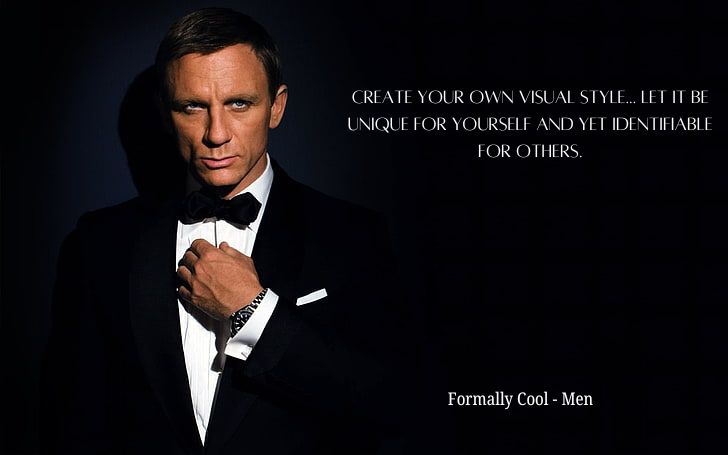 CREATE YOUR OWN VISUAL STYLE... LET IT BE
UNIQUE FOR YOURSELF AND YET IDENTIFIABLE
FOR OTHERS.
Formally Cool - Men